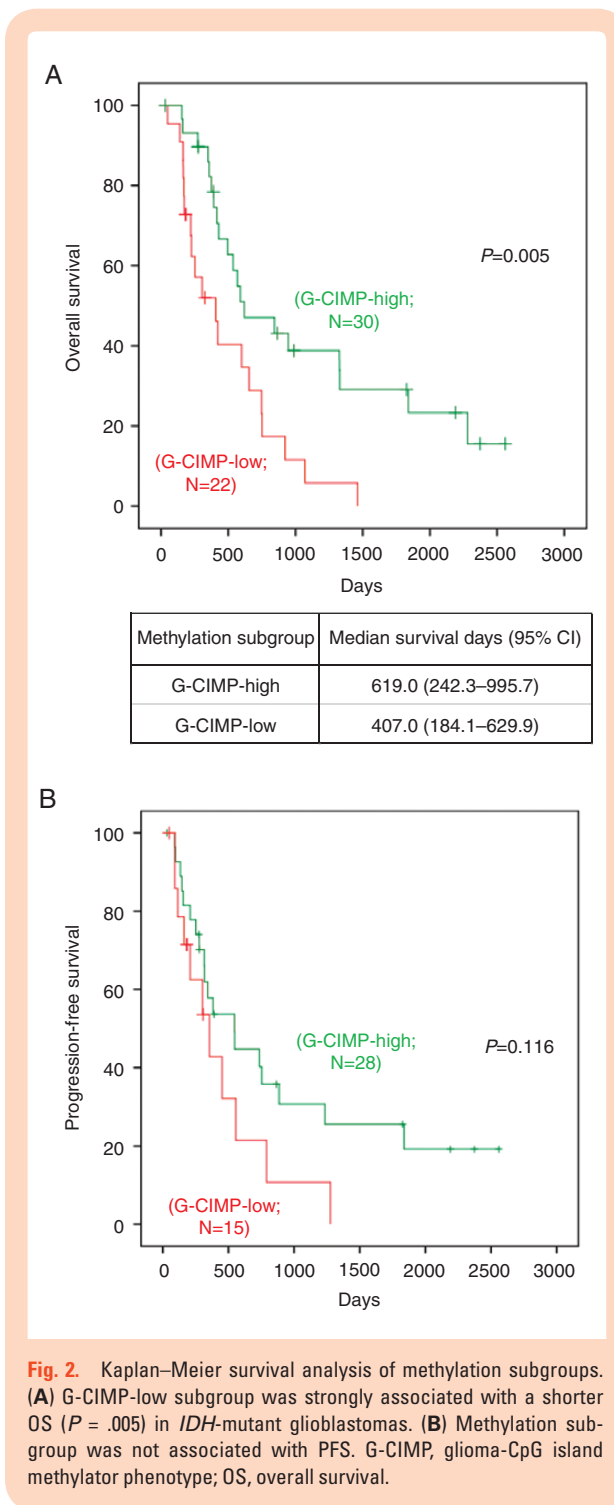 A
100
80
60
40
20
0
Overall survival
P=0.005
(G-CIMP-high;
N=30)
(G-CIMP-low;
N=22)
0 500 1000 1500 2000 2500 3000
Days
Methylation subgroup Median survival days (95% CI)
G-CIMP-high 619.0 (242.3–995.7)
G-CIMP-low 407.0 (184.1–629.9)
B
100
80
60
40
20
0
Progression-free survival
(G-CIMP-high;
N=28)
P=0.116
(G-CIMP-low;
N=15)
0 500 1000 1500 2000 2500 3000
Days
Fig. 2. Kaplan–Meier survival analysis of methylation subgroups.
(A) G-CIMP-low subgroup was strongly associated with a shorter
OS (P = .005) in IDH-mutant glioblastomas. (B) Methylation sub-
group was not associated with PFS. G-CIMP, glioma-CpG island
methylator phenotype; OS, overall survival.